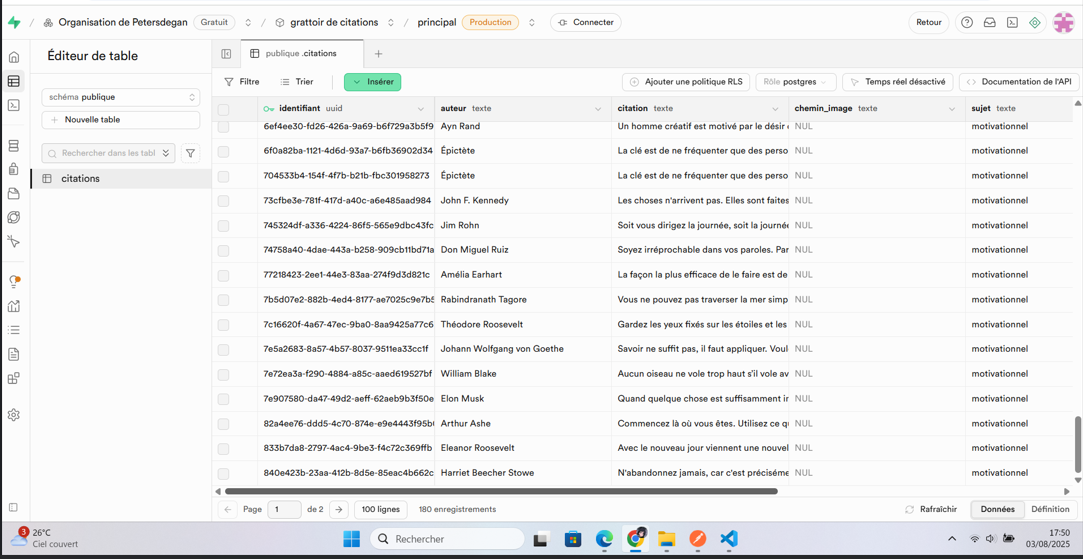 / Organisation de Petersdegan Gratuit / grattoir de citations / principal Production Connecter Retour
Éditeur de table
schéma publique
Nouvelle table
Rechercher dans les tabl
citations
publique .citations
Filtre Trier Insérer Ajouter une politique RLS Rôle postgres Temps réel désactivé Documentation de l'API
identifiant uuid auteur texte citation texte chemin_image texte sujet texte
6ef4ee30-fd26-426a-9a69-b6f729a3b5f9 Ayn Rand Un homme créatif est motivé par le désir NUL motivationnel
6f0a82ba-1121-4d6d-93a7-b6fb36902d34 Épictète La clé est de ne fréquenter que des perso NUL motivationnel
704533b4-154f-4f7b-b21b-fbc301958273 Épictète La clé est de ne fréquenter que des perso NUL motivationnel
73cfbe3e-781f-417d-a40c-a6e485aad984 John F. Kennedy Les choses n'arrivent pas. Elles sont faites NUL motivationnel
745324df-a336-4224-86f5-565e9dbc43fc Jim Rohn Soit vous dirigez la journée, soit la journé NUL motivationnel
74758a40-4dae-443a-b258-909cb11bd71a Don Miguel Ruiz Soyez irréprochable dans vos paroles. Par NUL motivationnel
77218423-2ee1-44e3-83aa-274f9d3d821c Amélia Earhart La façon la plus efficace de le faire est de NUL motivationnel
7b5d07e2-882b-4ed4-8177-ae7025c9e7b5 Rabindranath Tagore Vous ne pouvez pas traverser la mer simp NUL motivationnel
7c16620f-4a67-47ec-9ba0-8aa9425a77c6 Théodore Roosevelt Gardez les yeux fixés sur les étoiles et les NUL motivationnel
7e5a2683-8a57-4b57-8037-9511ea33cc1f Johann Wolfgang von Goethe Savoir ne suffit pas, il faut appliquer. Voul NUL motivationnel
7e72ea3a-f290-4884-a85c-aaed619527bf William Blake Aucun oiseau ne vole trop haut s'il vole av NUL motivationnel
7e907580-da47-49d2-aeff-62aeb9b3f50e Elon Musk Quand quelque chose est suffisamment ir NUL motivationnel
82a4ee76-ddd5-4c70-874e-e9e4443f95b Arthur Ashe Commencez là où vous êtes. Utilisez ce q NUL motivationnel
833b7da8-2797-4ac4-9be3-f4c72c369ffb Eleanor Roosevelt Avec le nouveau jour viennent une nouvel NUL motivationnel
840e423b-23aa-412b-8d5e-85eac4b662c Harriet Beecher Stowe N'abandonnez jamais, car c'est préciséme NUL motivationnel
Page 1 de 2 100 lignes 180 enregistrements Rafraîchir Données Définition
3 26°C
Ciel couvert
Rechercher
17:50
03/08/2025